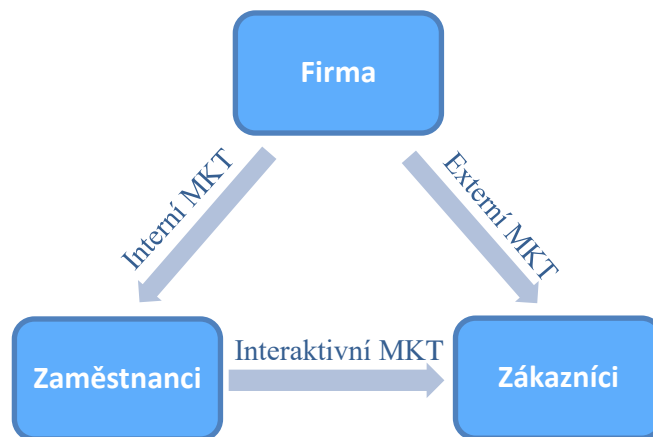 Firma
Interní MKT
Externí MKT
Interaktivní MKT
Zaměstnanci
Zákazníci